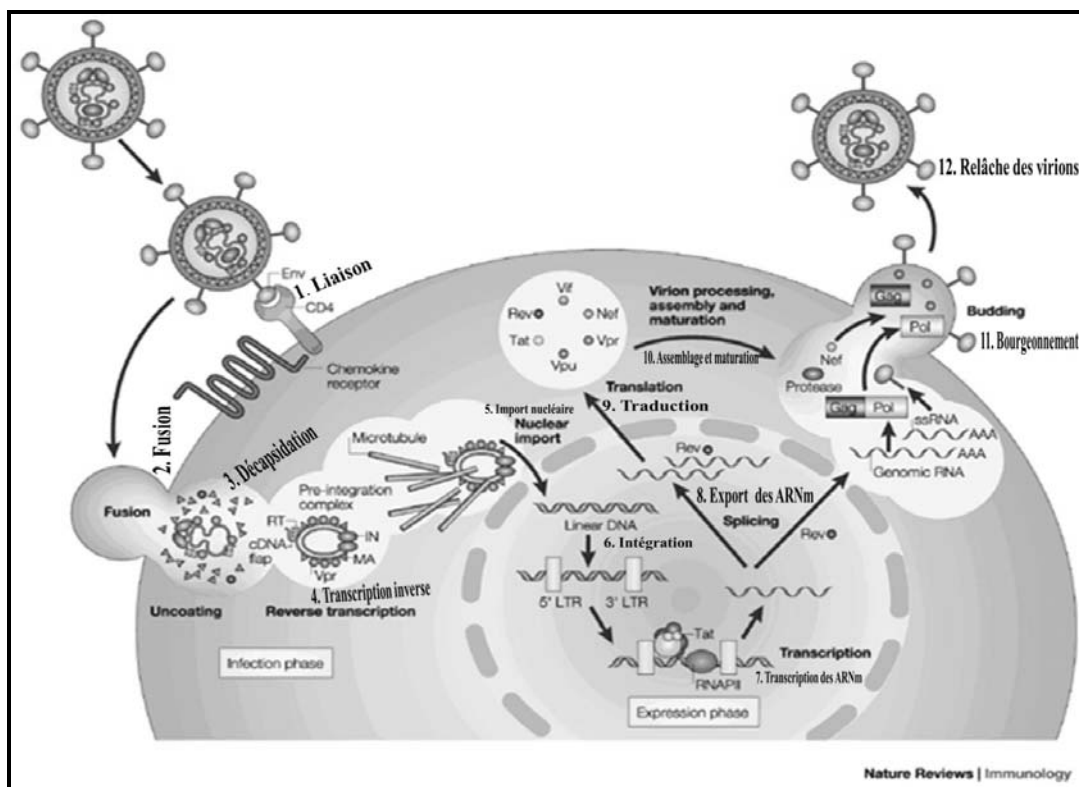 12. Relâche des virions
Env
1. Liaison
CD4
Chemokine
receptor
Vif
Rev
Nef
Tat
Vpr
Vpu
Virion processing,
assembly and
maturation
10. Assemblage et maturation
Gag
Pol
Budding
11. Bourgeonnement
Nef
Protease
Gag
Pol
ssRNA
AAA
AAA
Genomic RNA
Translation
9. Traduction
2. Fusion
3. Décapsidation
5. Import nucléaire
Nuclear
import
Microtubule
Fusion
Pre-integration
complex
RT
cDNA
flap
IN
MA
Vpr
4. Transcription inverse
Uncoating
Reverse transcription
Rev
8. Export des ARNm
Splicing
Rev
Linear DNA
6. Intégration
5' LTR
3' LTR
Tat
RNAPII
Transcription
7. Transcription des ARNm
Infection phase
Expression phase
Nature Reviews | Immunology